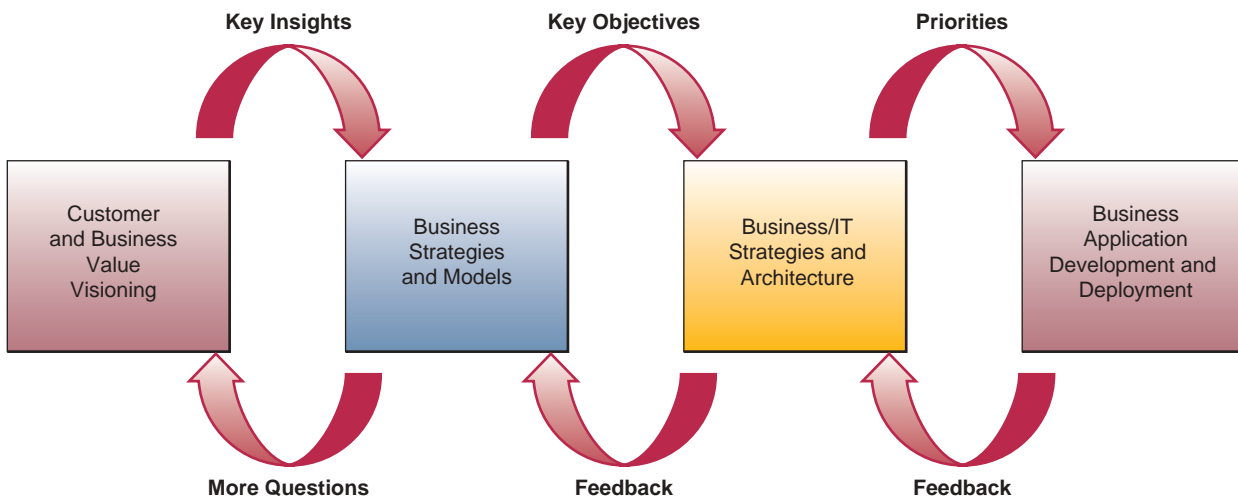 Key Insights
Key Objectives
Priorities
Customer
and Business
Value
Visioning
Business
Strategies
and Models
Business/IT
Strategies and
Architecture
Business
Application
Development and
Deployment
More Questions
Feedback
Feedback